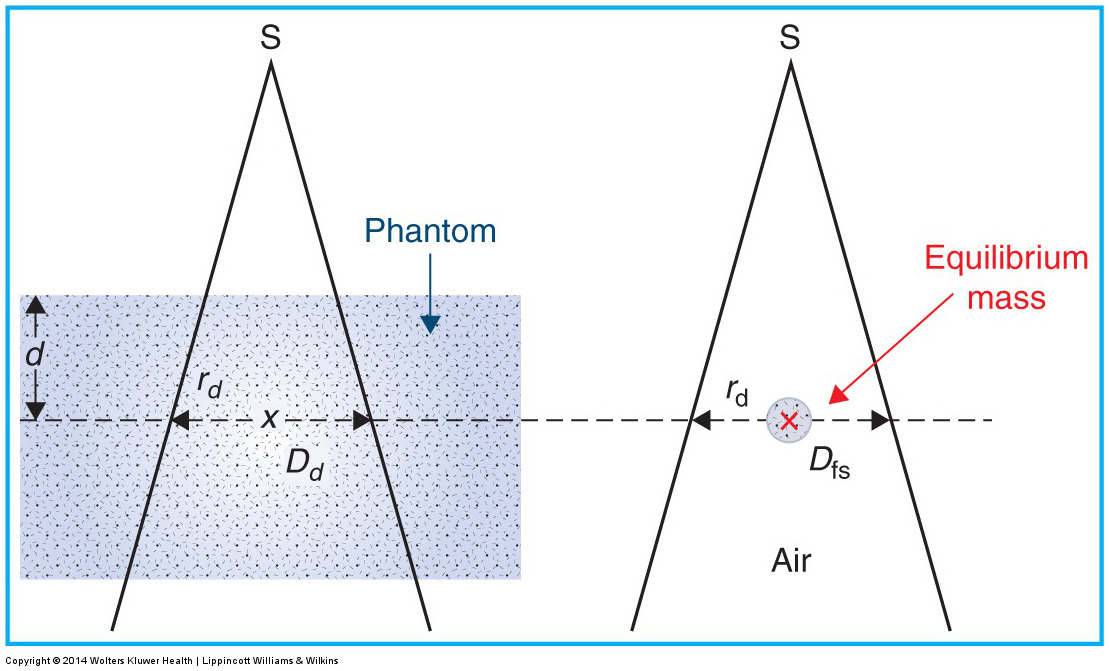 S
S
Phantom
Equilibrium
mass
d
r_d
x
D_d
r_d
D_fs
Air
Copyright © 2014 Wolters Kluwer Health | Lippincott Williams & Wilkins